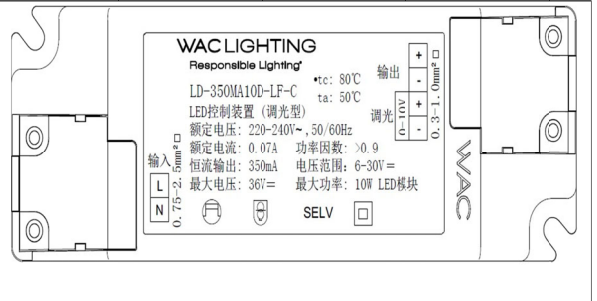 WAC LIGHTING
Responsible Lighting®
LD-350MA10D-LF-C
•tc: 80℃
ta: 50℃
LED控制装置 (调光型)
额定电压: 220-240V~,50/60Hz
额定电流: 0.07A 功率因数: >0.9
恒流输出: 350mA 电压范围: 6-30V⎓
最大电压: 36V⎓ 最大功率: 10W LED模块
SELV
输入
L
N
0.75-2.5mm²
输出
+
-
调光
0-10V
+
-
0.3-1.0mm²
WAC